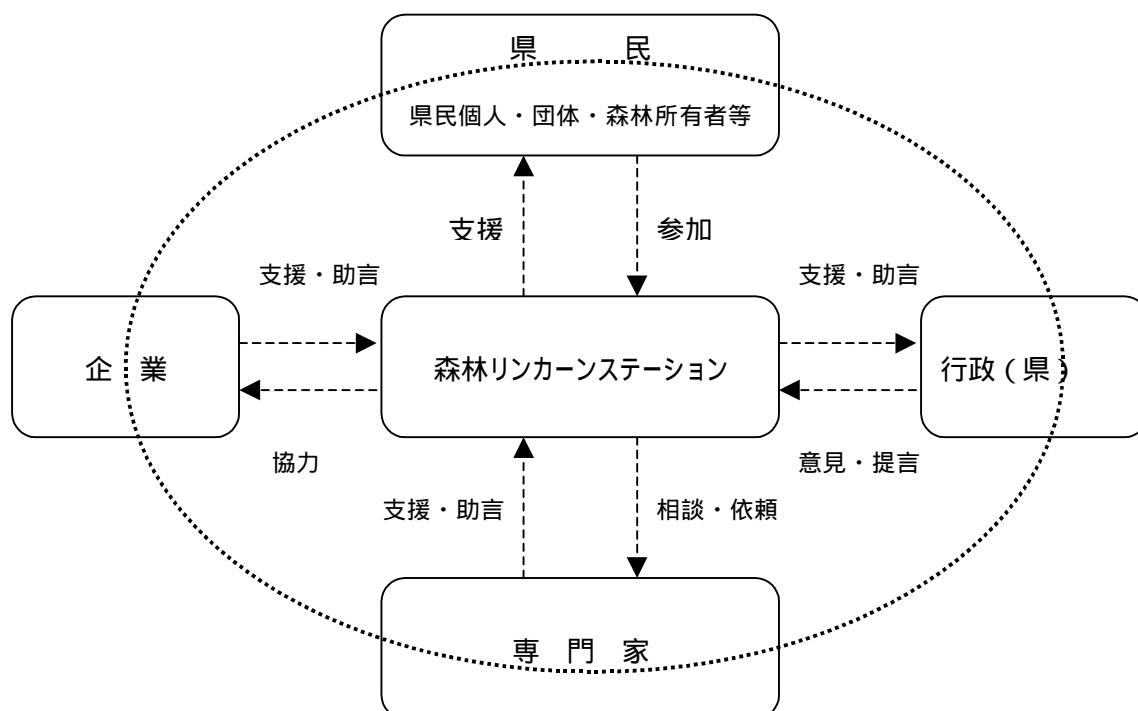 県　民
県民個人・団体・森林所有者等
支援
参加
支援・助言
支援・助言
企　業
森林リンカーンステーション
行政（県）
協力
意見・提言
支援・助言
相談・依頼
専　門　家